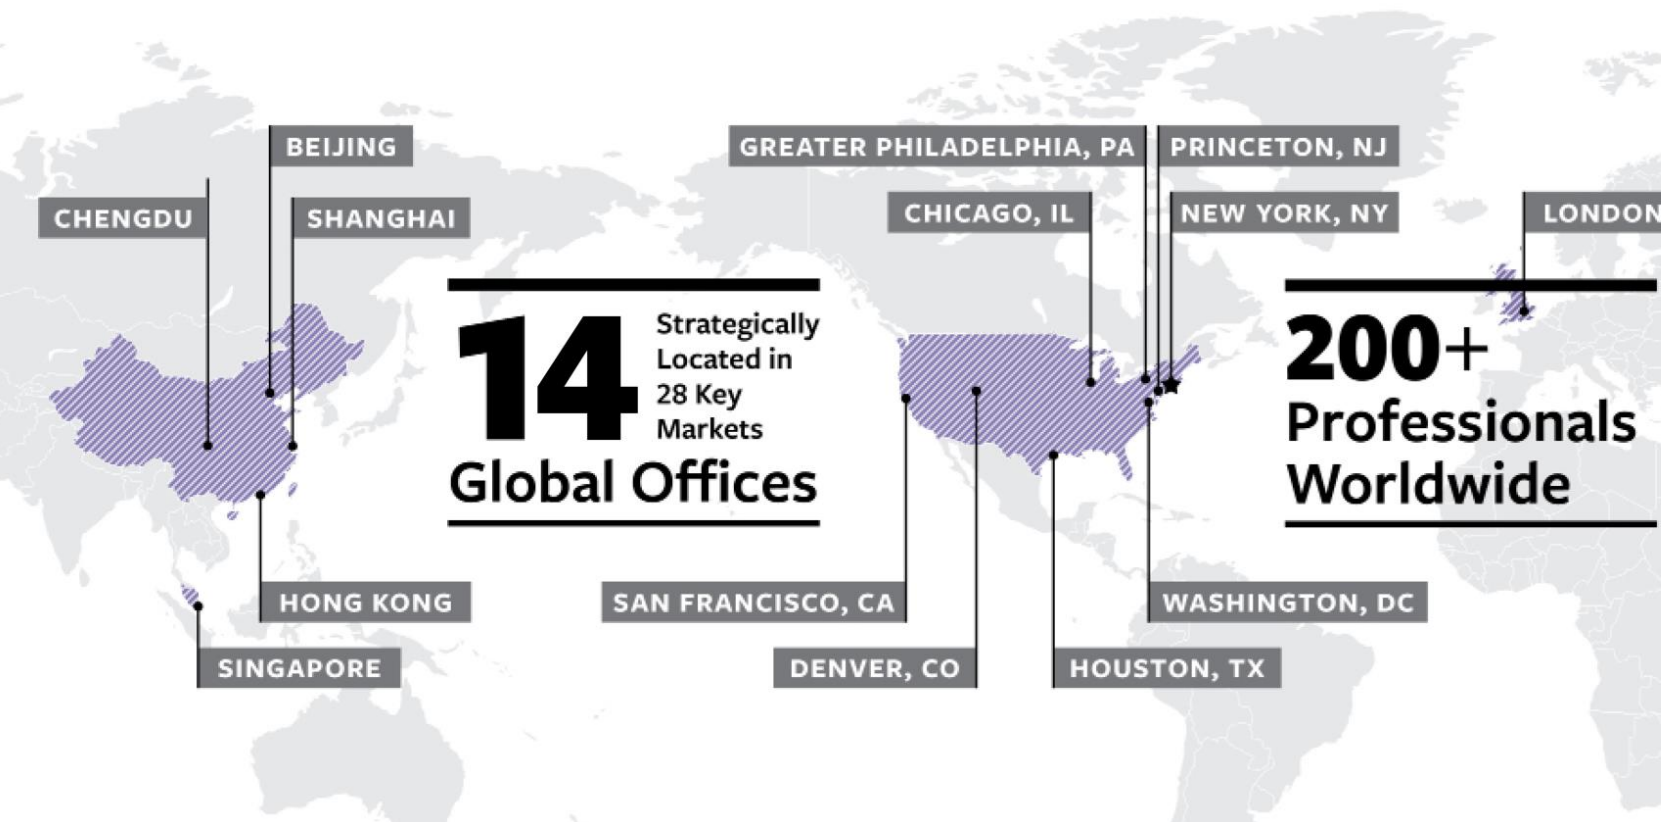 BEIJING
GREATER PHILADELPHIA, PA
PRINCETON, NJ
CHENGDU
SHANGHAI
CHICAGO, IL
NEW YORK, NY
LONDON
14
Strategically
Located in
28 Key
Markets
Global Offices
200+
Professionals
Worldwide
HONG KONG
SAN FRANCISCO, CA
WASHINGTON, DC
SINGAPORE
DENVER, CO
HOUSTON, TX